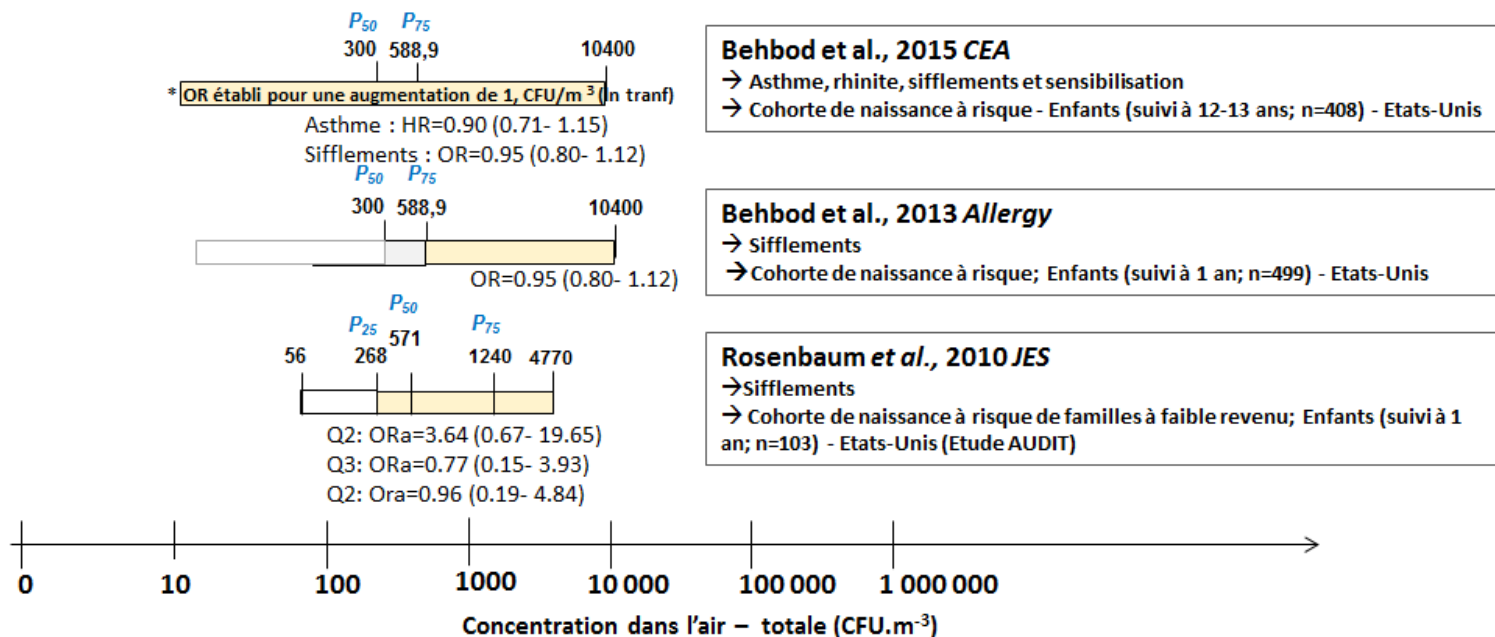 P50 P75
300 588,9 10400
* OR établi pour une augmentation de 1, CFU/m 3 (ln tranf)
Asthme : HR=0.90 (0.71- 1.15)
Sifflements : OR=0.95 (0.80- 1.12)
Behbod et al., 2015 CEA
→ Asthme, rhinite, sifflements et sensibilisation
→ Cohorte de naissance à risque - Enfants (suivi à 12-13 ans; n=408) - Etats-Unis
P50 P75
300 588,9 10400
OR=0.95 (0.80- 1.12)
Behbod et al., 2013 Allergy
→ Sifflements
→ Cohorte de naissance à risque; Enfants (suivi à 1 an; n=499) - Etats-Unis
P50
P25 571 P75
56 268 1240 4770
Q2: ORa=3.64 (0.67- 19.65)
Q3: ORa=0.77 (0.15- 3.93)
Q2: Ora=0.96 (0.19- 4.84)
Rosenbaum et al., 2010 JES
→Sifflements
→ Cohorte de naissance à risque de familles à faible revenu; Enfants (suivi à 1
an; n=103) - Etats-Unis (Etude AUDIT)
0 10 100 1000 10 000 100 000 1 000 000
Concentration dans l'air – totale (CFU.m-3)